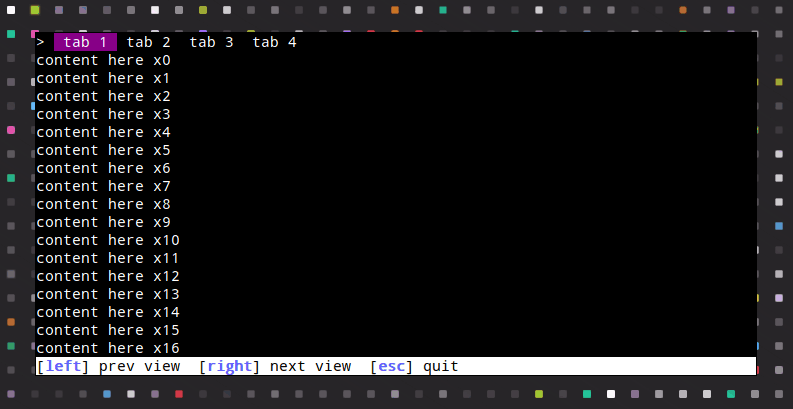 > tab 1 tab 2 tab 3 tab 4
content here x0
content here x1
content here x2
content here x3
content here x4
content here x5
content here x6
content here x7
content here x8
content here x9
content here x10
content here x11
content here x12
content here x13
content here x14
content here x15
content here x16
[left] prev view [right] next view [esc] quit